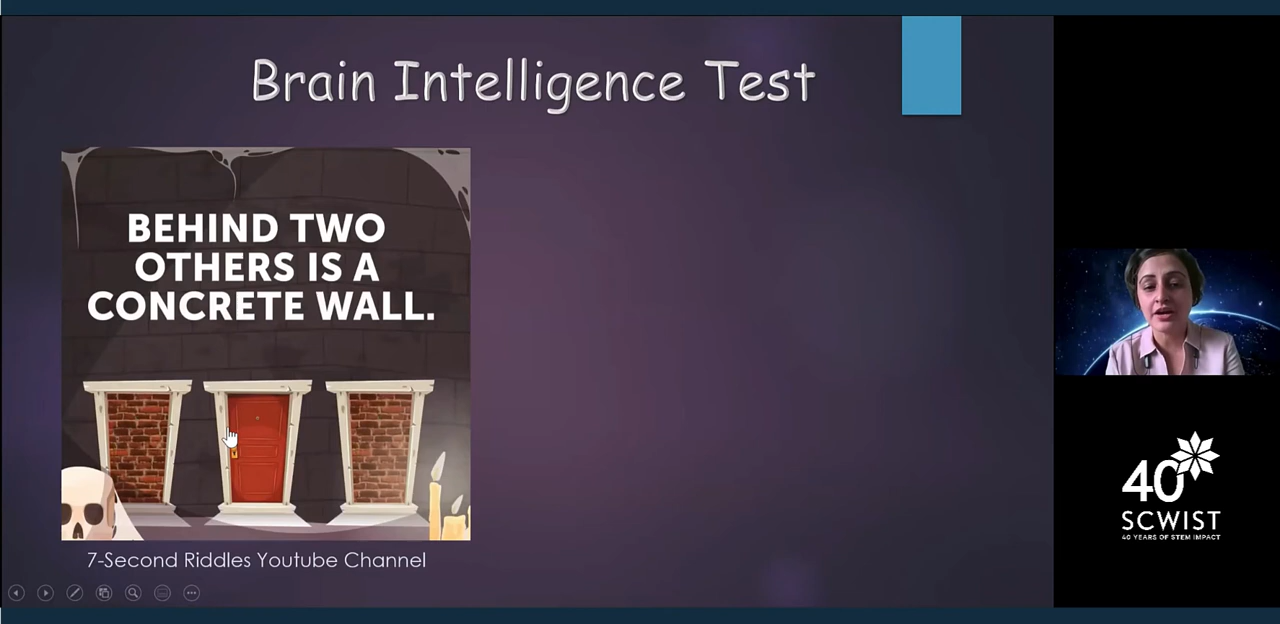 Brain Intelligence Test
BEHIND TWO
OTHERS IS A
CONCRETE WALL.
7-Second Riddles Youtube Channel
40
SCWIST
40 YEARS OF STEM IMPACT